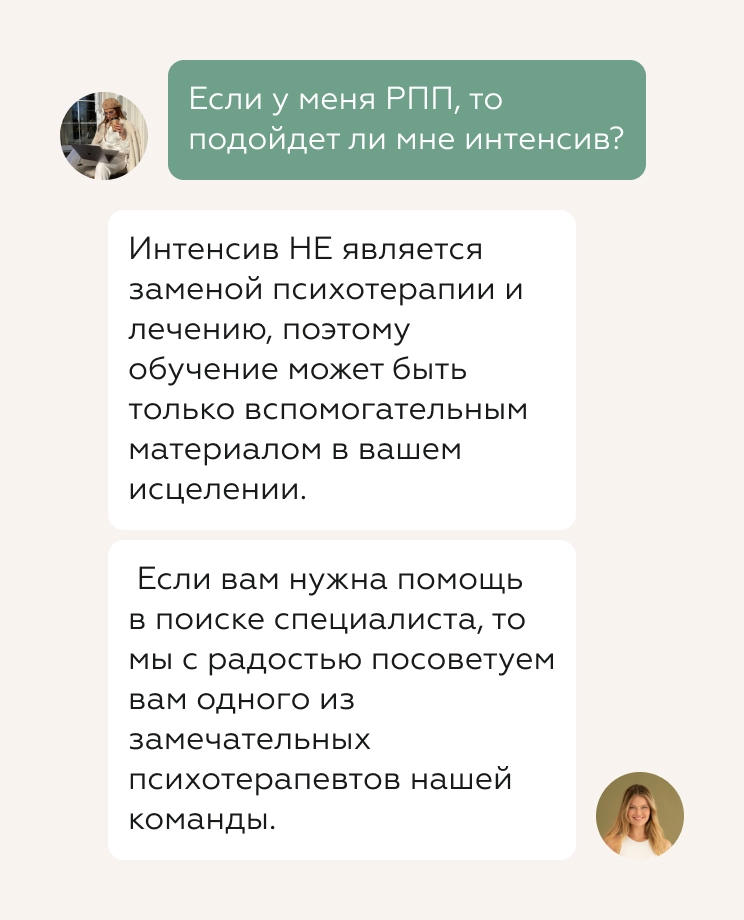 Если у меня РПП, то
подойдет ли мне интенсив?
Интенсив НЕ является
заменой психотерапии и
лечению, поэтому
обучение может быть
только вспомогательным
материалом в вашем
исцелении.
Если вам нужна помощь
в поиске специалиста, то
мы с радостью посоветуем
вам одного из
замечательных
психотерапевтов нашей
команды.